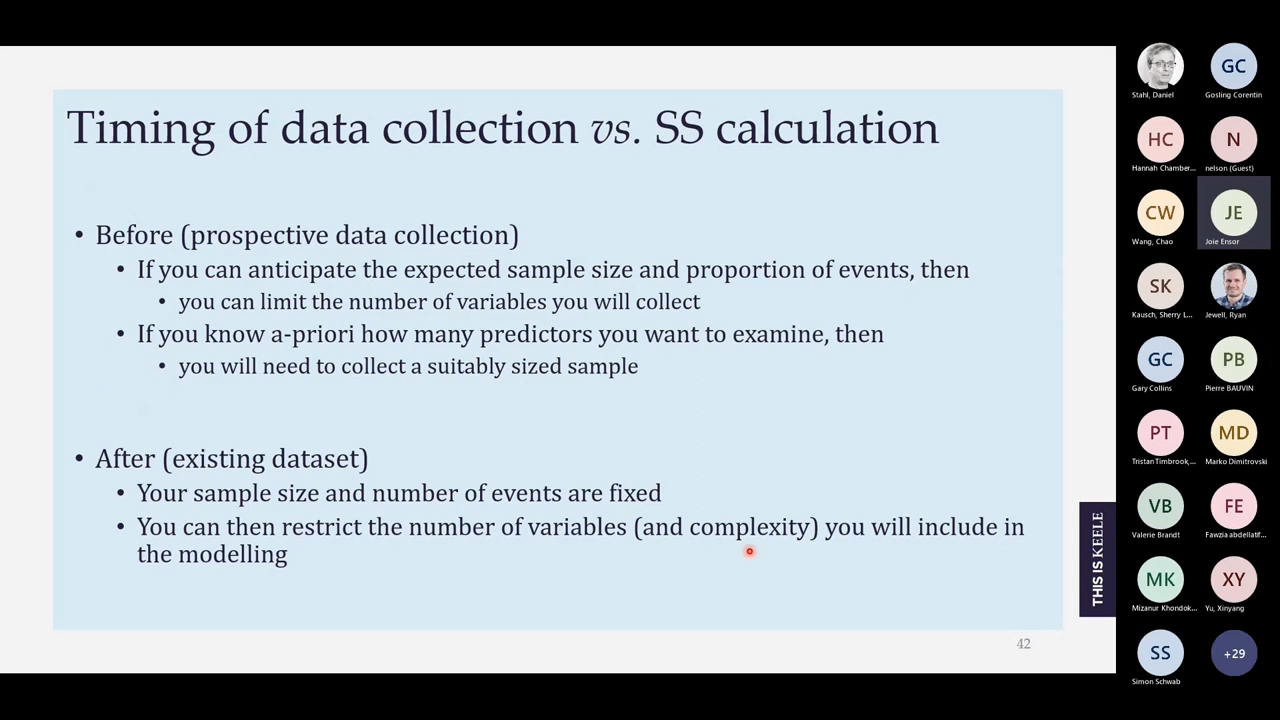 Timing of data collection vs. SS calculation
• Before (prospective data collection)
• If you can anticipate the expected sample size and proportion of events, then
• you can limit the number of variables you will collect
• If you know a-priori how many predictors you want to examine, then
• you will need to collect a suitably sized sample
• After (existing dataset)
• Your sample size and number of events are fixed
• You can then restrict the number of variables (and complexity) you will include in
the modelling
THIS IS KEELE
42
Stahl, Daniel
GC
Gosling Corentin
HC
Hannah Chamber...
N
nelson (Guest)
CW
Wang, Chao
JE
Joie Ensor
SK
Kausch, Sherry L...
Jewell, Ryan
GC
Gary Collins
PB
Pierre BAUVIN
PT
Tristan Timbrook,...
MD
Marko Dimitrovski
VB
Valerie Brandt
FE
Fawzia abdellatif...
MK
Mizanur Khondok...
XY
Yu, Xinyang
SS
Simon Schwab
+29